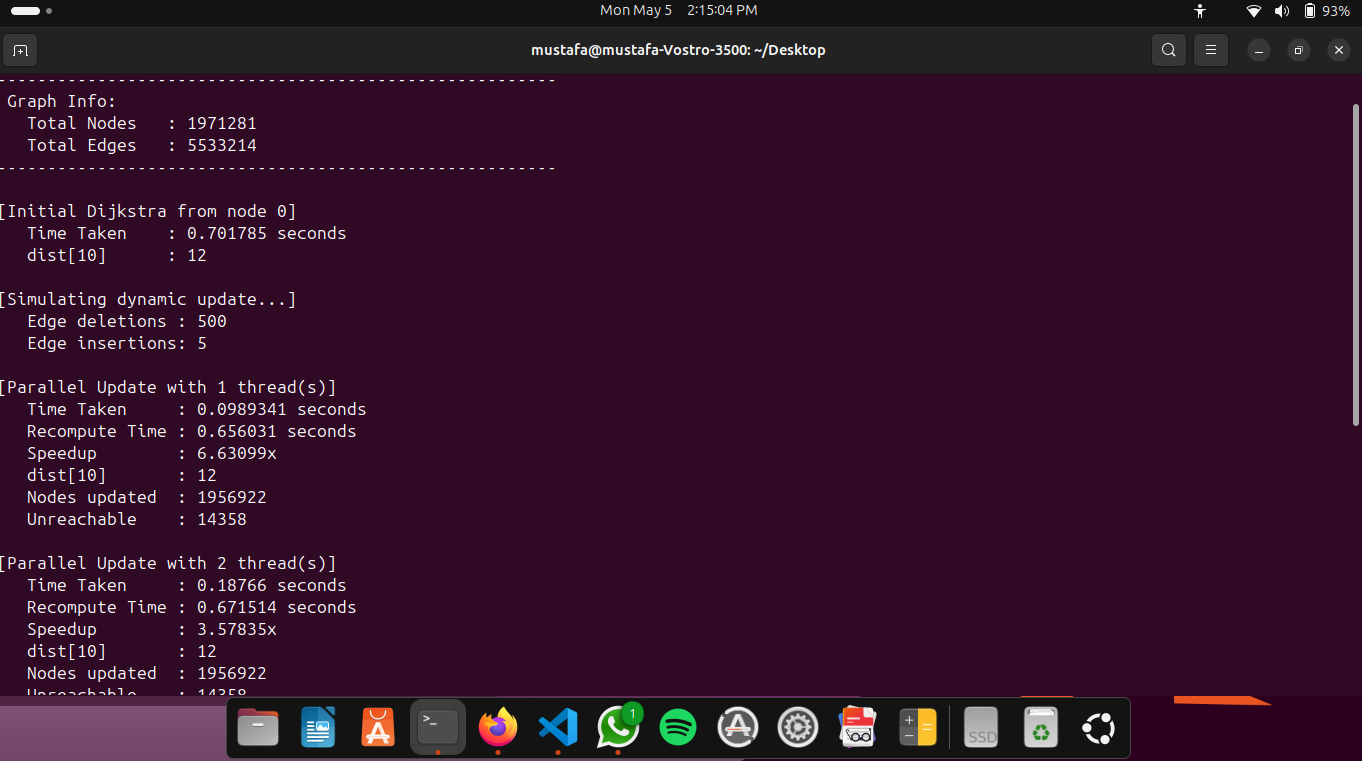 Mon May 5 2:15:04 PM
93%
mustafa@mustafa-Vostro-3500: ~/Desktop
--------------------------------------------------------
Graph Info:
Total Nodes : 1971281
Total Edges : 5533214
--------------------------------------------------------
[Initial Dijkstra from node 0]
Time Taken : 0.701785 seconds
dist[10] : 12
[Simulating dynamic update...]
Edge deletions : 500
Edge insertions: 5
[Parallel Update with 1 thread(s)]
Time Taken : 0.0989341 seconds
Recompute Time : 0.656031 seconds
Speedup : 6.63099x
dist[10] : 12
Nodes updated : 1956922
Unreachable : 14358
[Parallel Update with 2 thread(s)]
Time Taken : 0.18766 seconds
Recompute Time : 0.671514 seconds
Speedup : 3.57835x
dist[10] : 12
Nodes updated : 1956922
Unreachable : 14358
>_
1
SSD